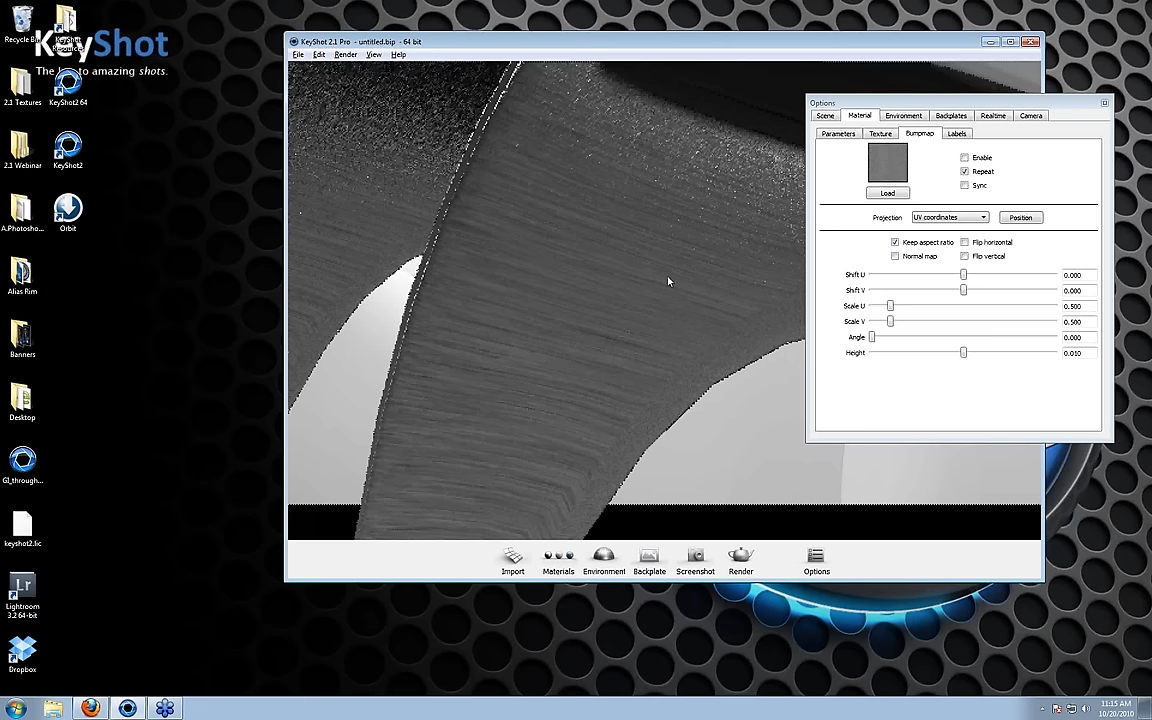 Recycle Bin
KeyShot
KeyShot
The to amazing shots.
2.1 Textures
KeyShot2 64
2.1 Webinar
KeyShot2
A.Photosho...
Orbit
Alias Rim
Banners
Desktop
GI_through...
keyshot2.lic
Lr
Lightroom
3.2 64-bit
Dropbox
KeyShot 2.1 Pro - untitled.bip - 64 bit
File Edit Render View Help
Import Materials Environment Backplate Screenshot Render Options
Options
Scene Material Environment Backplates Realtime Camera
Parameters Texture Bumpmap Labels
Enable
Repeat
Sync
Load
Projection UV coordinates Position
Keep aspect ratio Flip horizontal
Normal map Flip vertical
Shift U 0.000
Shift V 0.000
Scale U 0.500
Scale V 0.500
Angle 0.000
Height 0.010
11:15 AM
10/20/2010